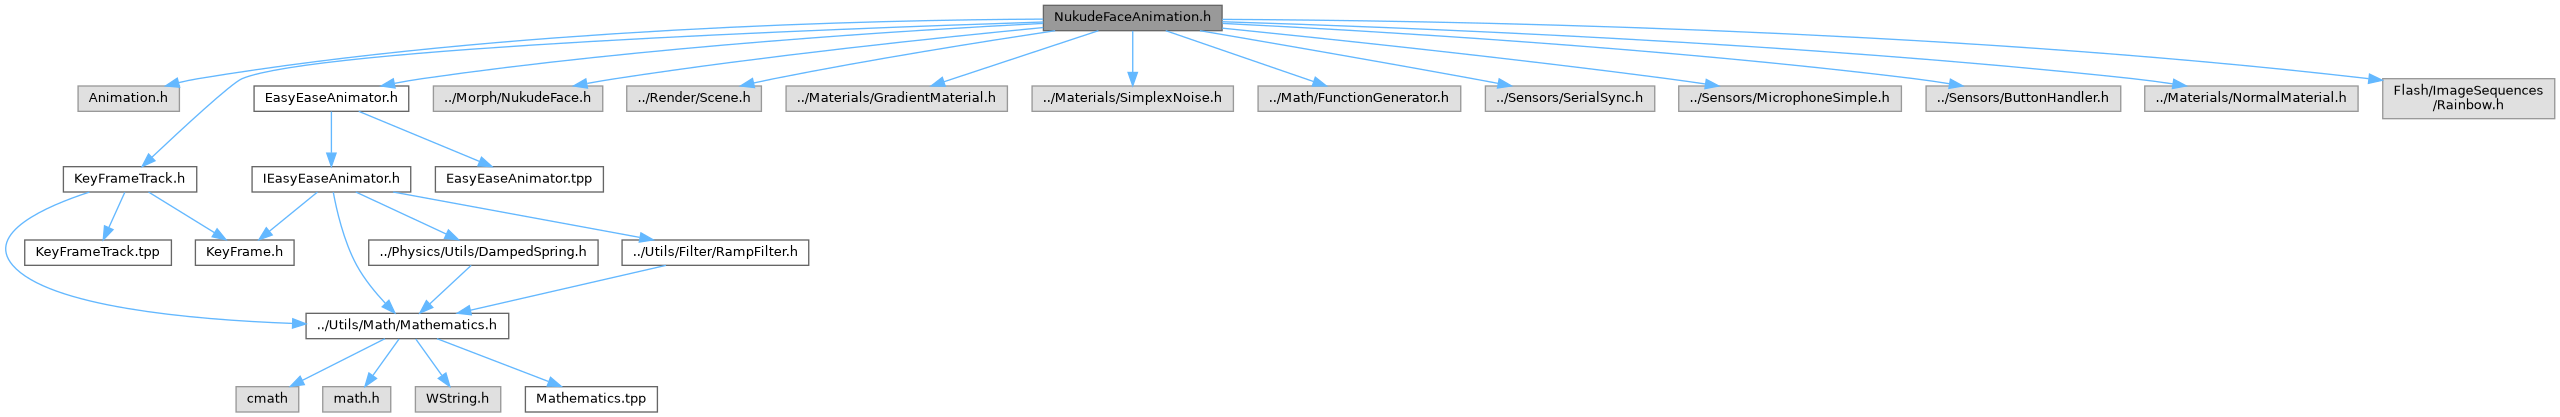 NukudeFaceAnimation.h
Animation.h
EasyEaseAnimator.h
../Morph/NukudeFace.h
../Render/Scene.h
../Materials/GradientMaterial.h
../Materials/SimplexNoise.h
../Math/FunctionGenerator.h
../Sensors/SerialSync.h
../Sensors/MicrophoneSimple.h
../Sensors/ButtonHandler.h
../Materials/NormalMaterial.h
Flash/ImageSequences
/Rainbow.h
KeyFrameTrack.h
IEasyEaseAnimator.h
EasyEaseAnimator.tpp
KeyFrameTrack.tpp
KeyFrame.h
../Physics/Utils/DampedSpring.h
../Utils/Filter/RampFilter.h
../Utils/Math/Mathematics.h
cmath
math.h
WString.h
Mathematics.tpp